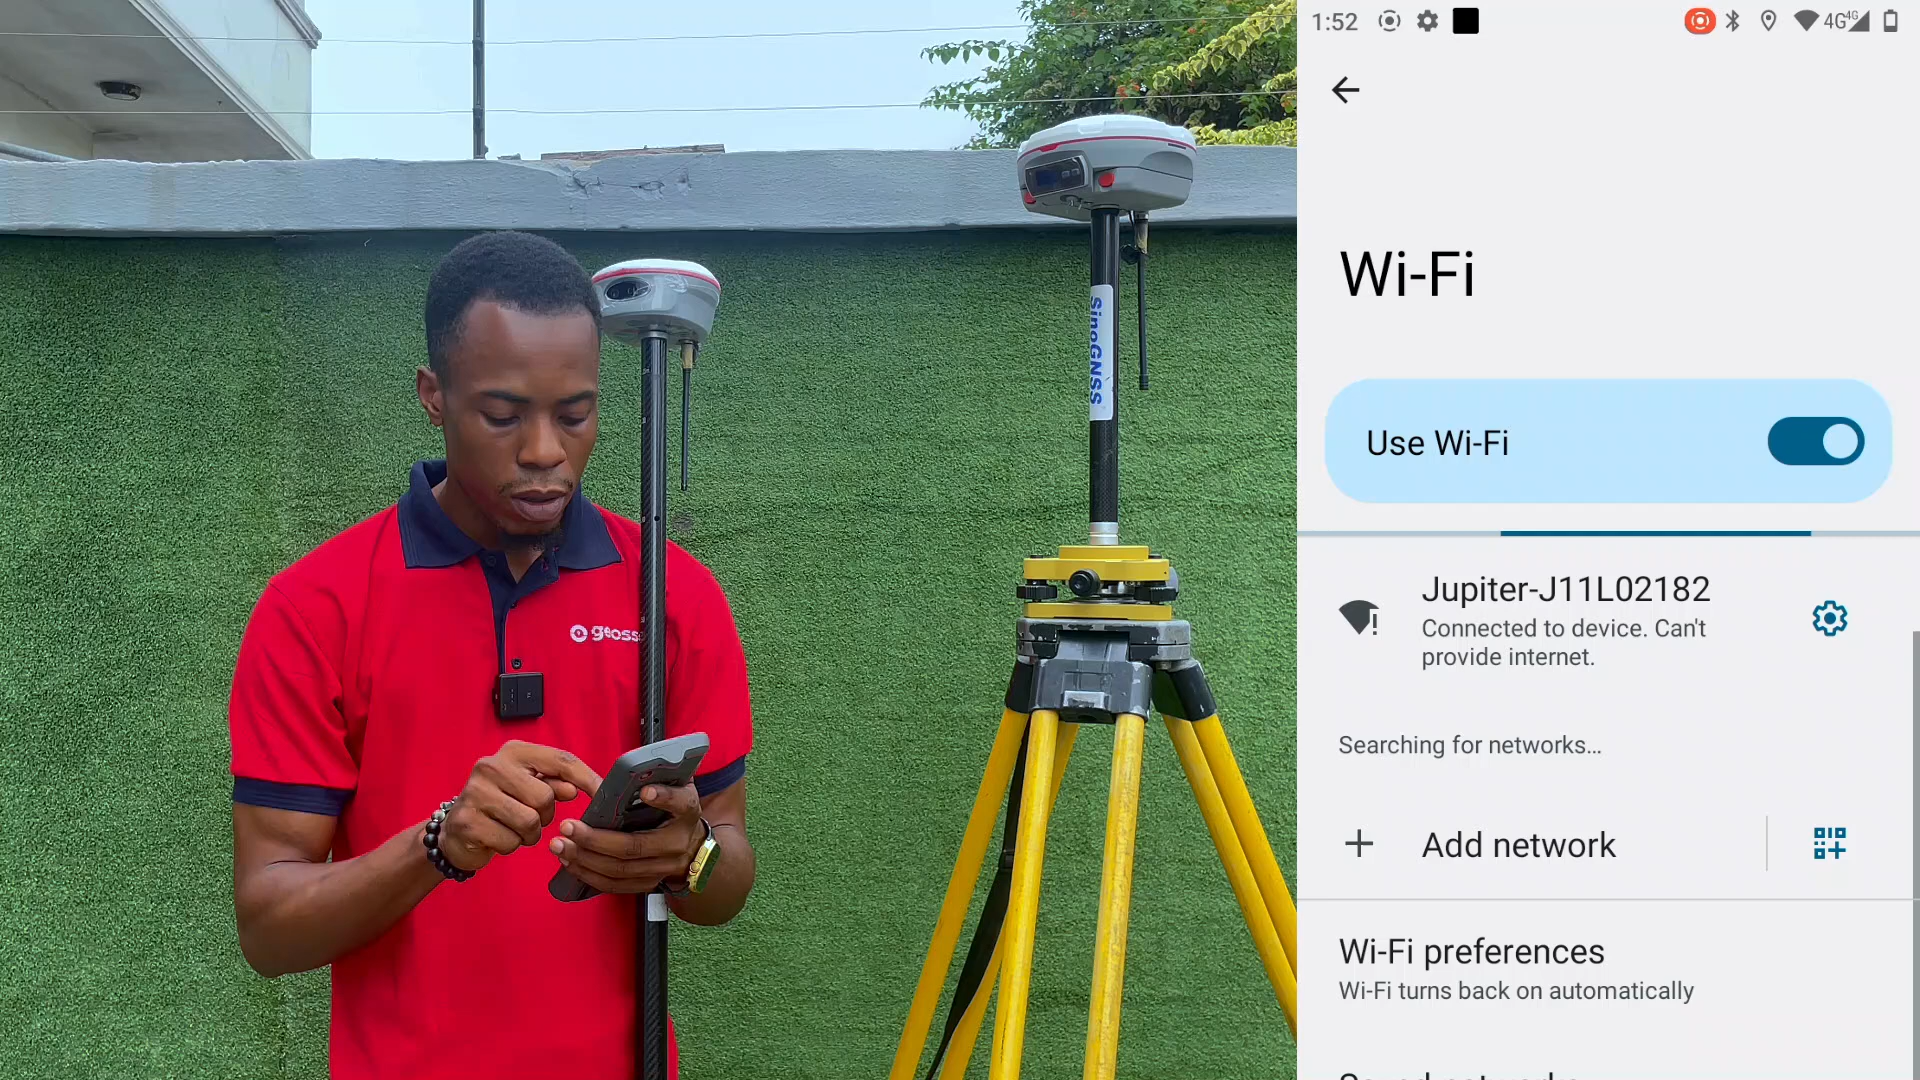 SinoGNSS
geoss
1:52
4G
4G
Wi-Fi
Use Wi-Fi
Jupiter-J11L02182
Connected to device. Can't
provide internet.
Searching for networks…
Add network
Wi-Fi preferences
Wi-Fi turns back on automatically